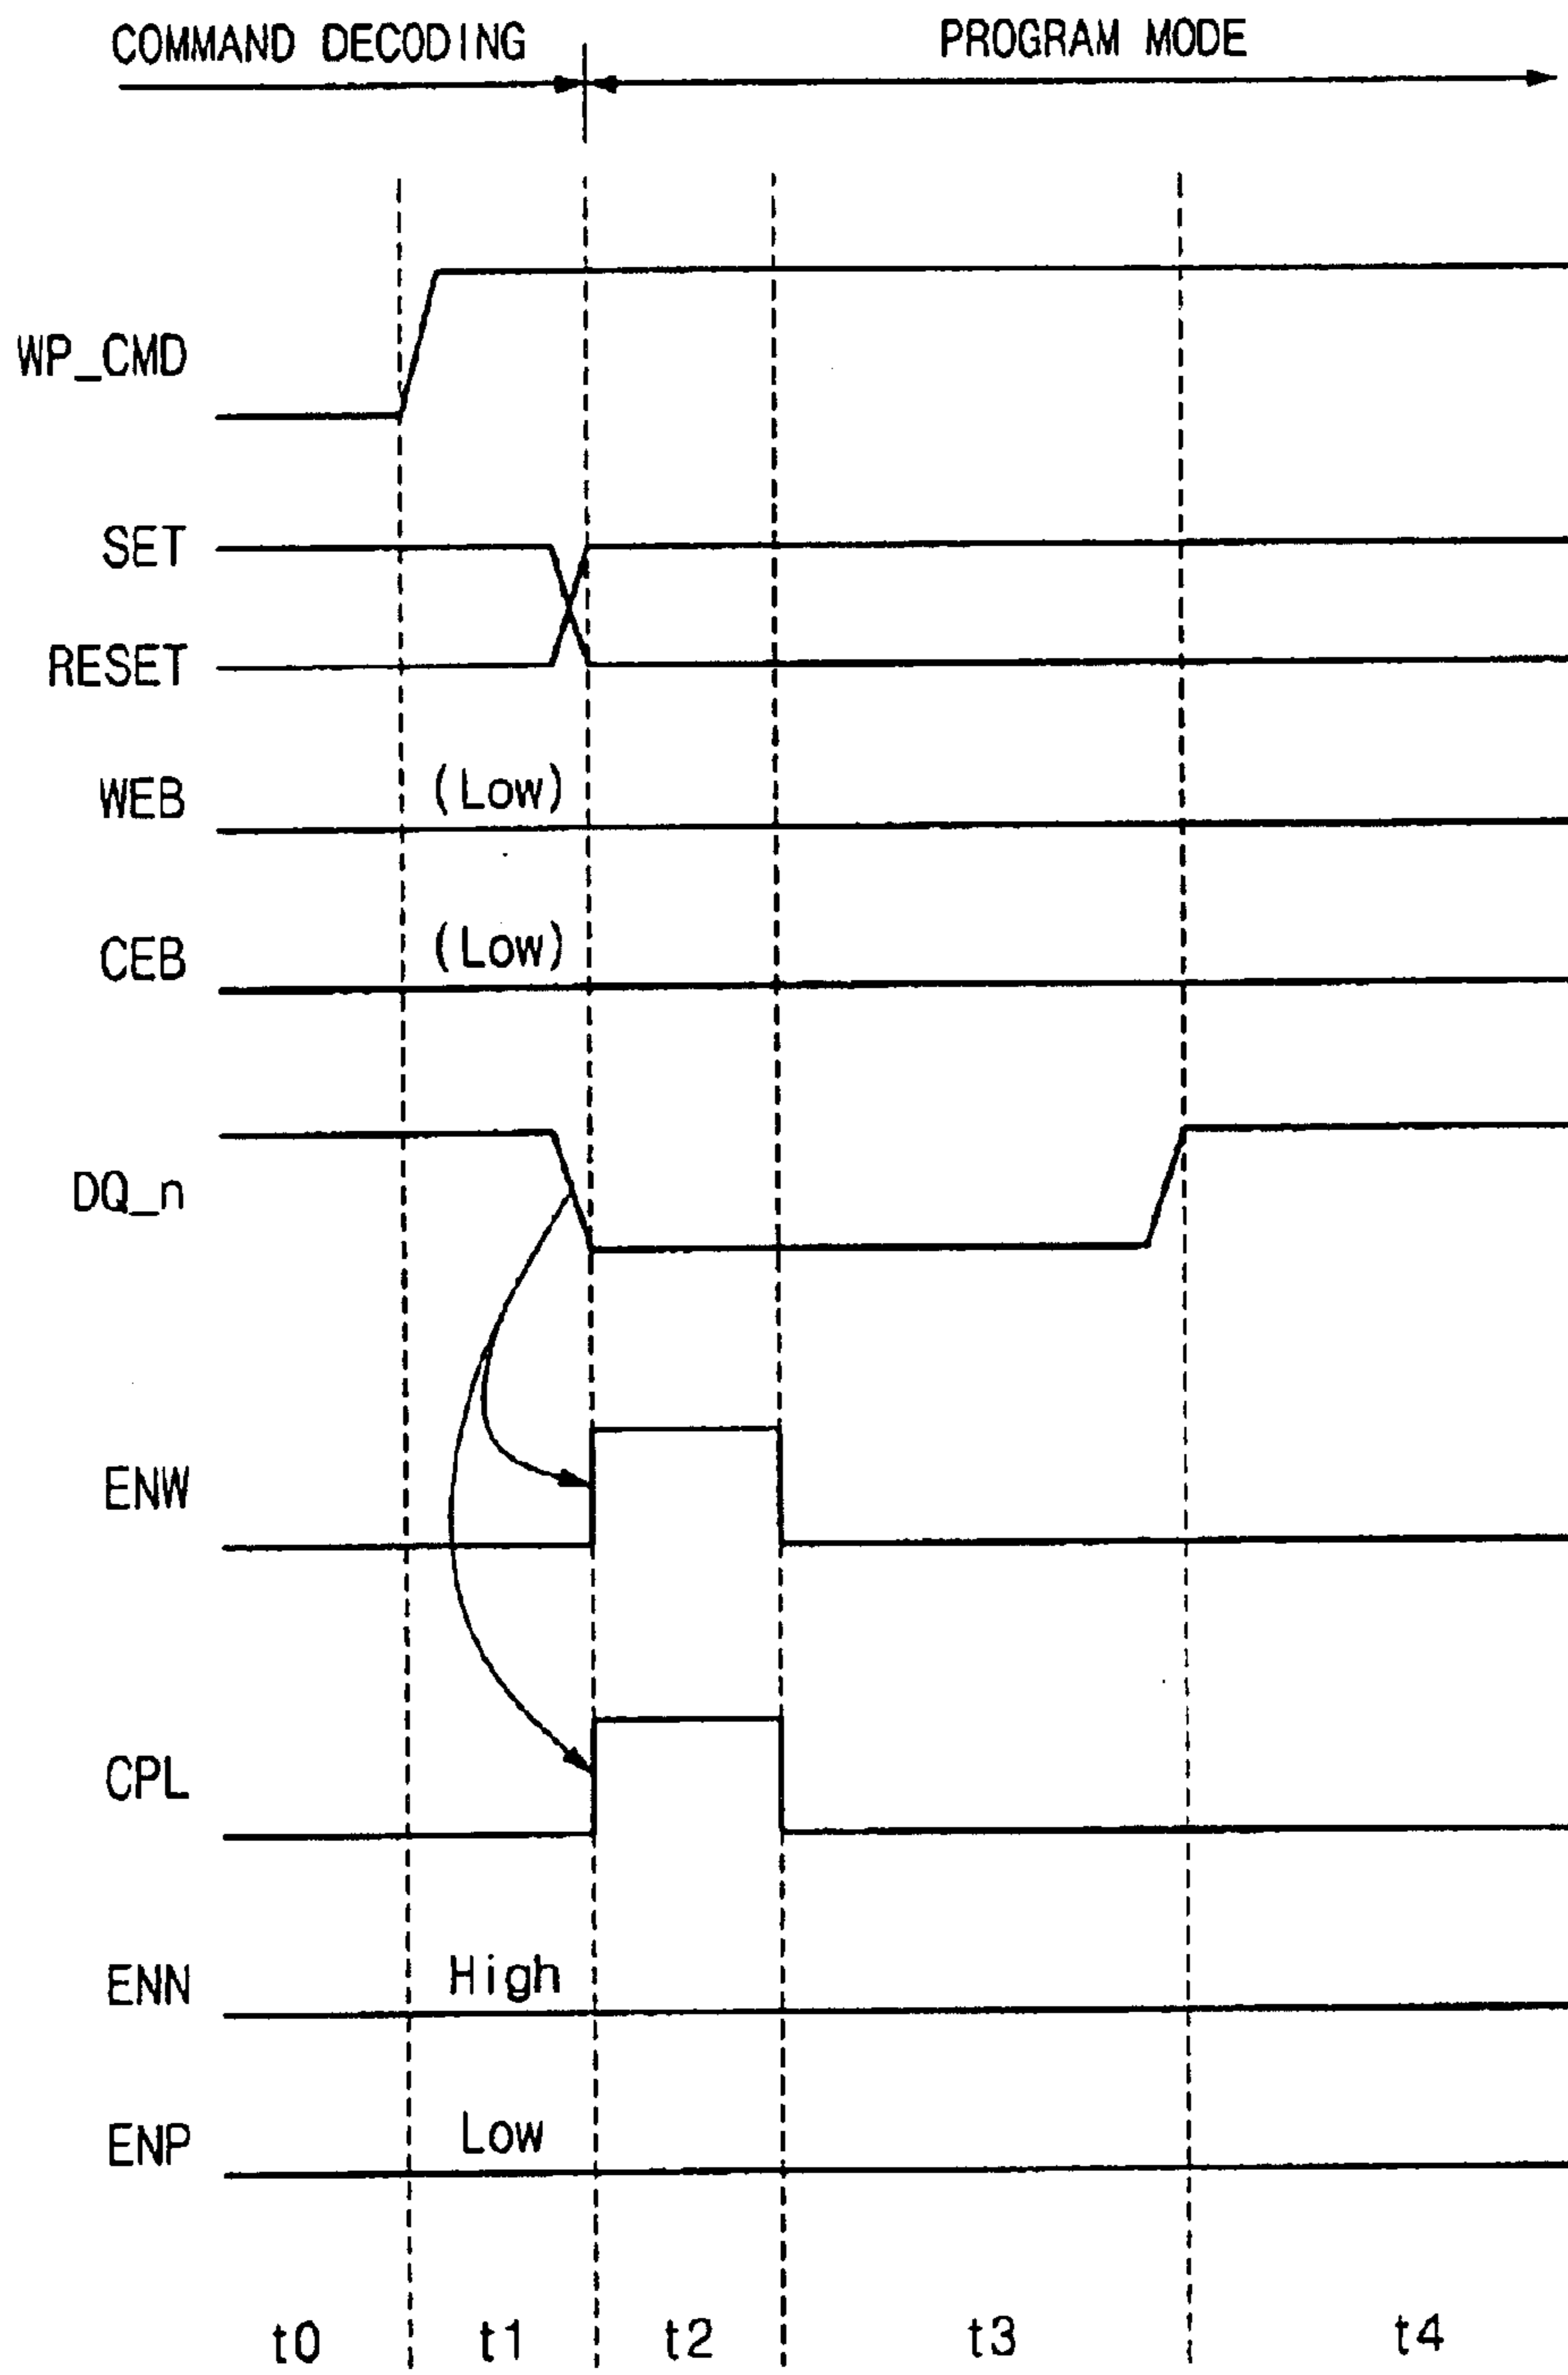 COMMAND DECODING PROGRAM MODE
WP_CMD
SET
RESET
WEB (Low)
CEB (Low)
DQ_n
ENW
CPL
ENN High
ENP Low
t0 t1 t2 t3 t4